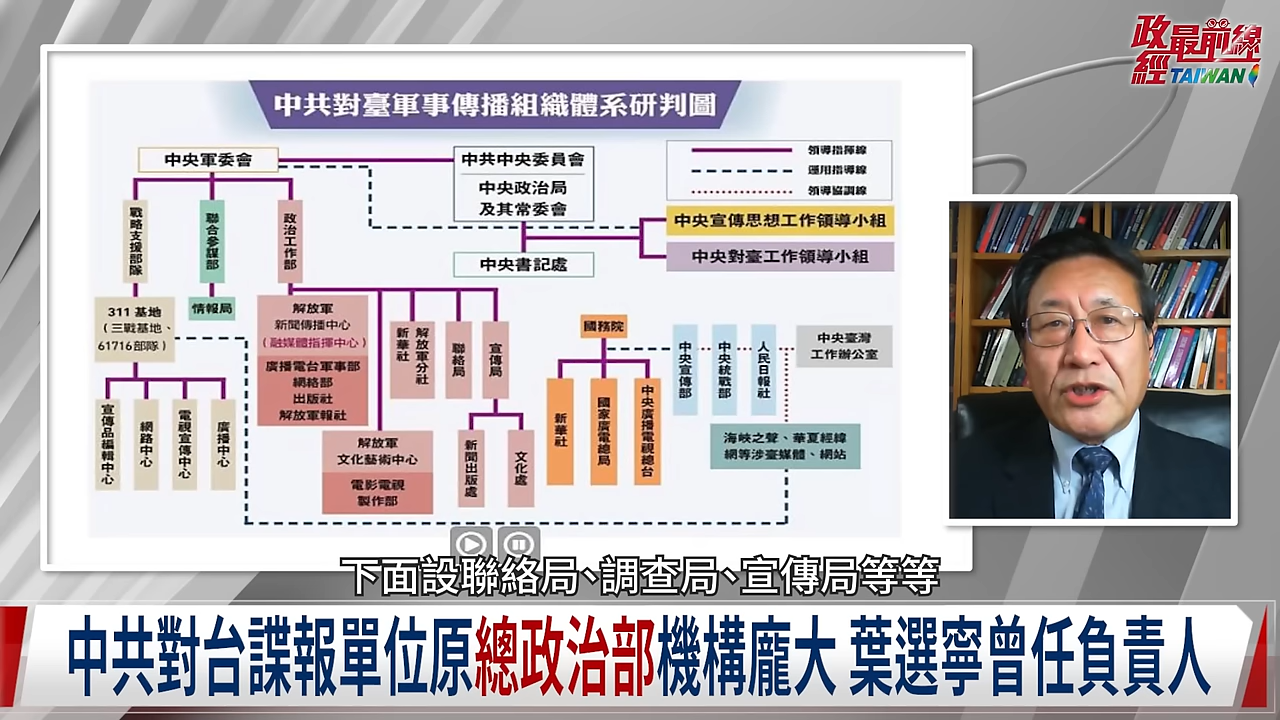 政經最前線
TAIWAN
中共對臺軍事傳播組織體系研判圖
中央軍委會
中共中央委員會
中央政治局
及其常委會
領導指揮線
運用指導線
領導協調線
中央宣傳思想工作領導小組
中央對臺工作領導小組
中央書記處
戰略支援部隊
聯合參謀部
政治工作部
311 基地
(三戰基地、
61716部隊)
情報局
解放軍
新聞傳播中心
(融媒體指揮中心)
廣播電台軍事部
網絡部
出版社
解放軍報社
新華社
解放軍分社
聯絡局
宣傳局
國務院
中央宣傳部
中央統戰部
人民日報社
中央臺灣
工作辦公室
宣傳品編輯中心
網路中心
電視宣傳中心
廣播中心
解放軍
文化藝術中心
電影電視
製作部
新聞出版處
文化處
新華社
國家廣電總局
中央廣播電視總台
海峽之聲、華夏經緯
網等涉臺媒體、網站
下面設聯絡局、調查局、宣傳局等等
中共對台諜報單位原總政治部機構龐大 葉選寧曾任負責人